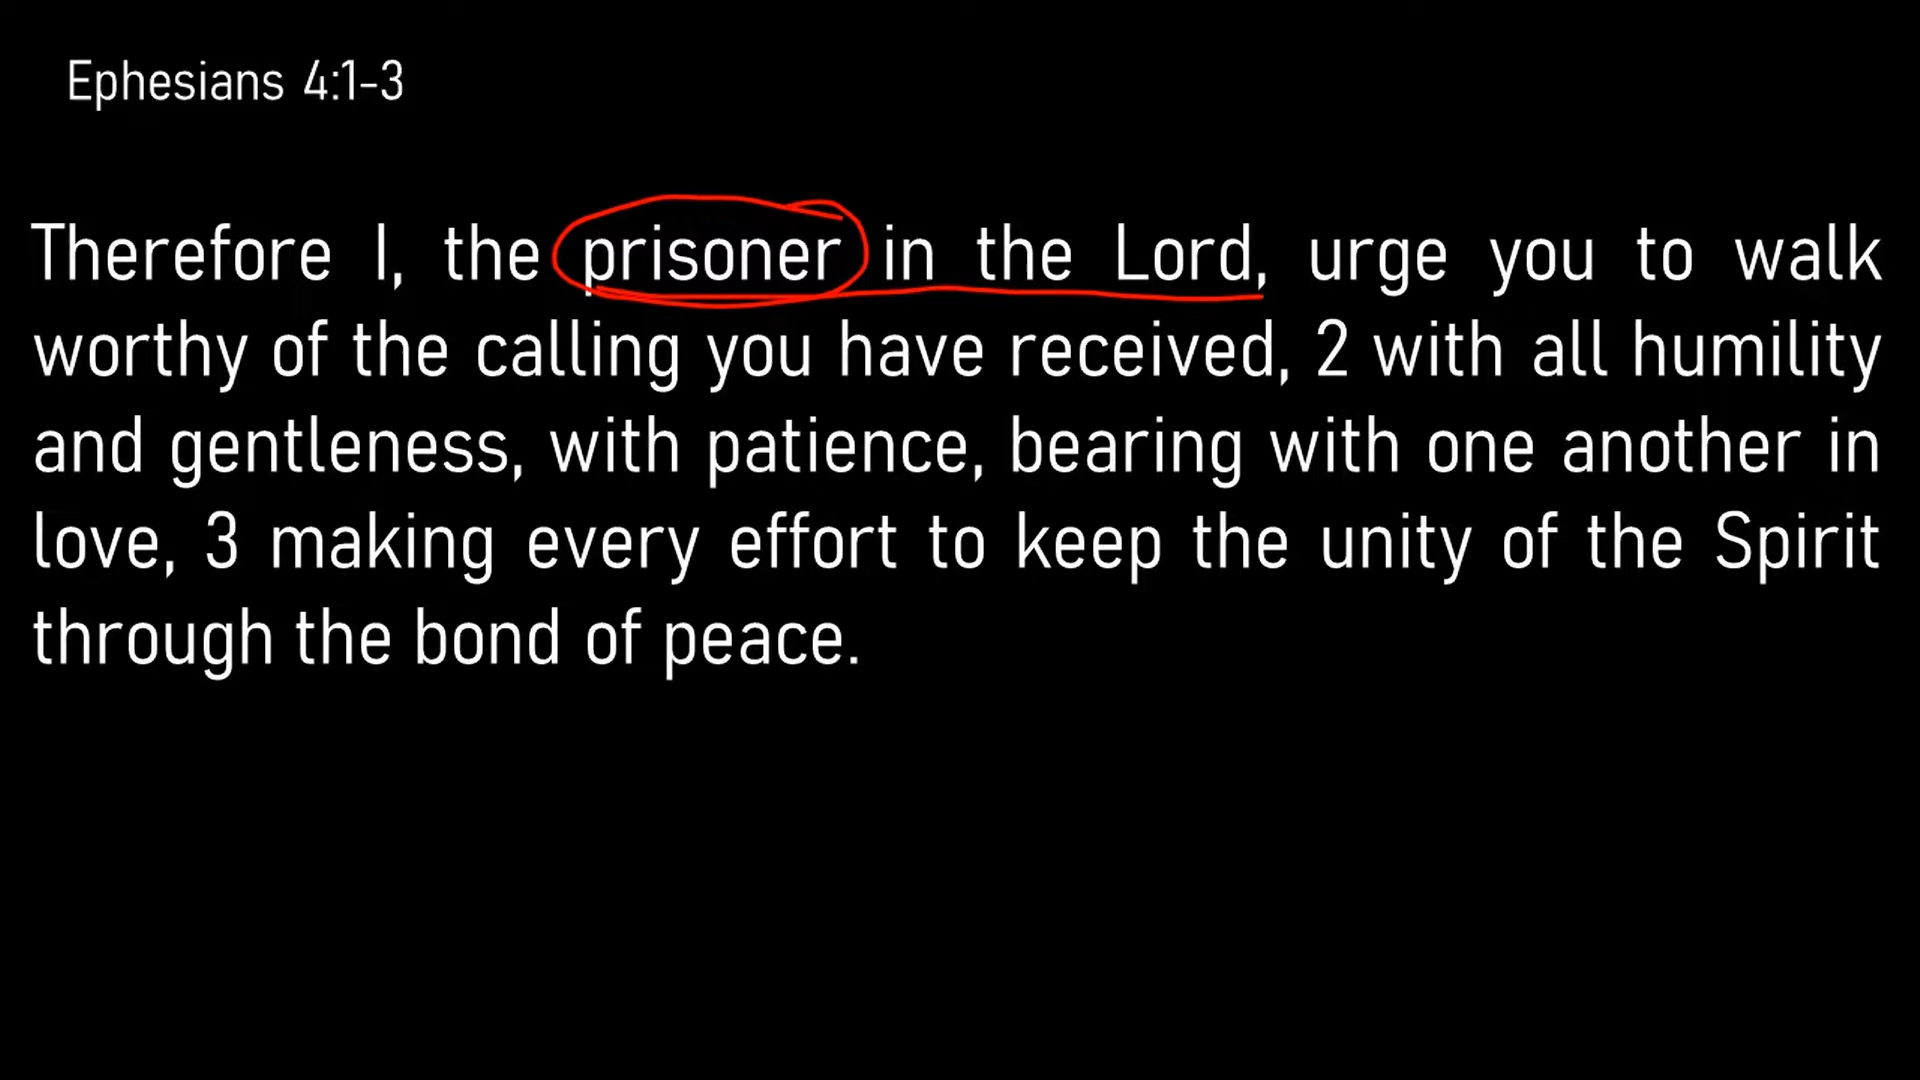 Ephesians 4:1-3
Therefore I, the prisoner in the Lord, urge you to walk
worthy of the calling you have received, 2 with all humility
and gentleness, with patience, bearing with one another in
love, 3 making every effort to keep the unity of the Spirit
through the bond of peace.